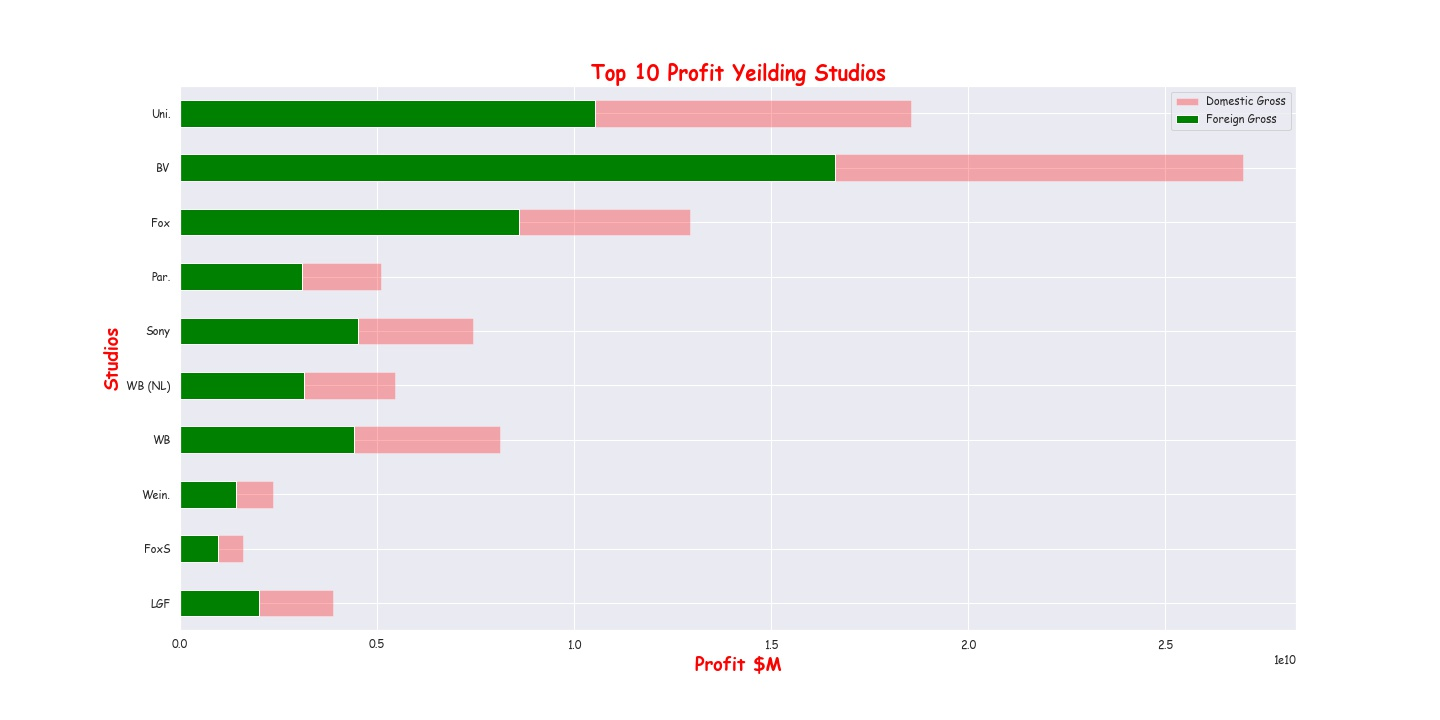 Top 10 Profit Yeilding Studios
Domestic Gross
Foreign Gross
Uni.
BV
Fox
Par.
Sony
WB (NL)
WB
Wein.
FoxS
LGF
Studios
0.0 0.5 1.0 1.5 2.0 2.5
1e10
Profit $M